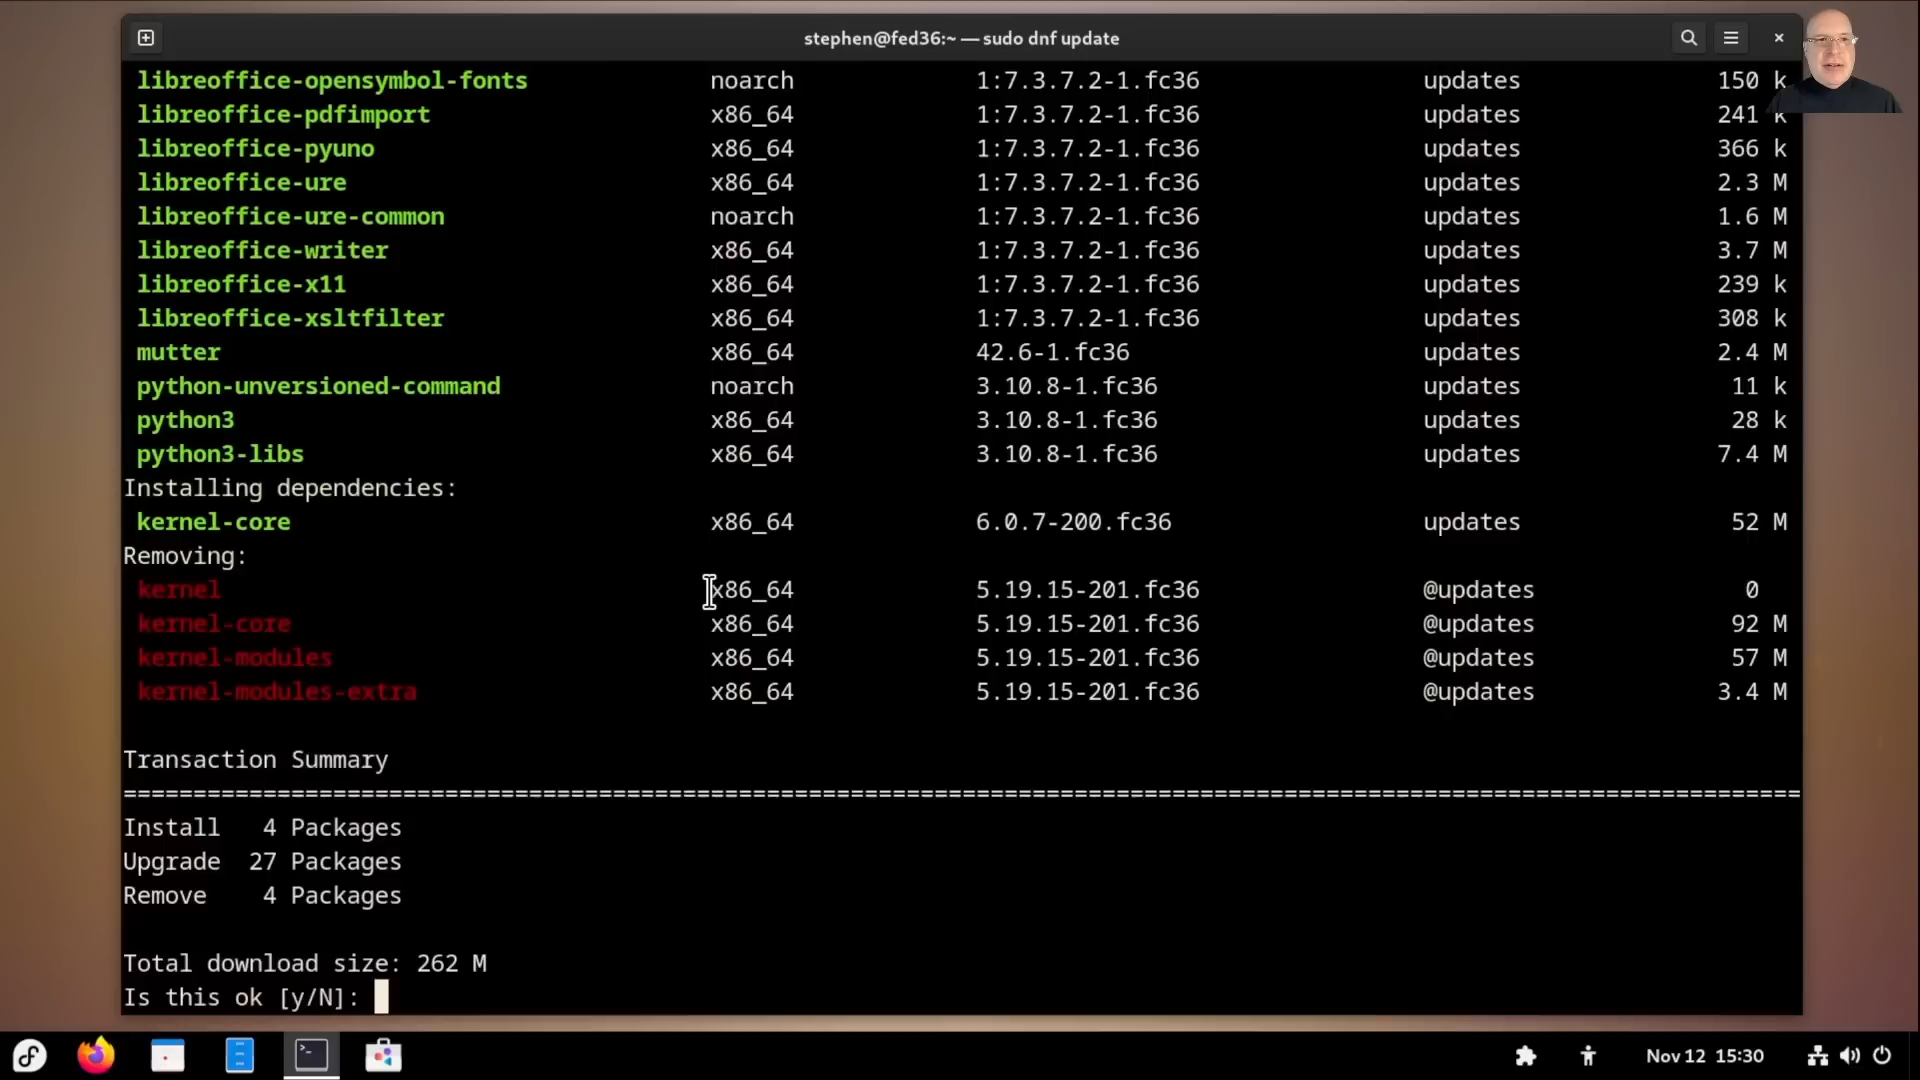 stephen@fed36:~ — sudo dnf update
libreoffice-opensymbol-fonts noarch 1:7.3.7.2-1.fc36 updates 150 k
libreoffice-pdfimport x86_64 1:7.3.7.2-1.fc36 updates 241 k
libreoffice-pyuno x86_64 1:7.3.7.2-1.fc36 updates 366 k
libreoffice-ure x86_64 1:7.3.7.2-1.fc36 updates 2.3 M
libreoffice-ure-common noarch 1:7.3.7.2-1.fc36 updates 1.6 M
libreoffice-writer x86_64 1:7.3.7.2-1.fc36 updates 3.7 M
libreoffice-x11 x86_64 1:7.3.7.2-1.fc36 updates 239 k
libreoffice-xsltfilter x86_64 1:7.3.7.2-1.fc36 updates 308 k
mutter x86_64 42.6-1.fc36 updates 2.4 M
python-unversioned-command noarch 3.10.8-1.fc36 updates 11 k
python3 x86_64 3.10.8-1.fc36 updates 28 k
python3-libs x86_64 3.10.8-1.fc36 updates 7.4 M
Installing dependencies:
kernel-core x86_64 6.0.7-200.fc36 updates 52 M
Removing:
kernel x86_64 5.19.15-201.fc36 @updates 0
kernel-core x86_64 5.19.15-201.fc36 @updates 92 M
kernel-modules x86_64 5.19.15-201.fc36 @updates 57 M
kernel-modules-extra x86_64 5.19.15-201.fc36 @updates 3.4 M
Transaction Summary
================================================================================================================
Install 4 Packages
Upgrade 27 Packages
Remove 4 Packages
Total download size: 262 M
Is this ok [y/N]:
Nov 12 15:30